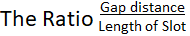 The Ratio Gap distance
Length of Slot